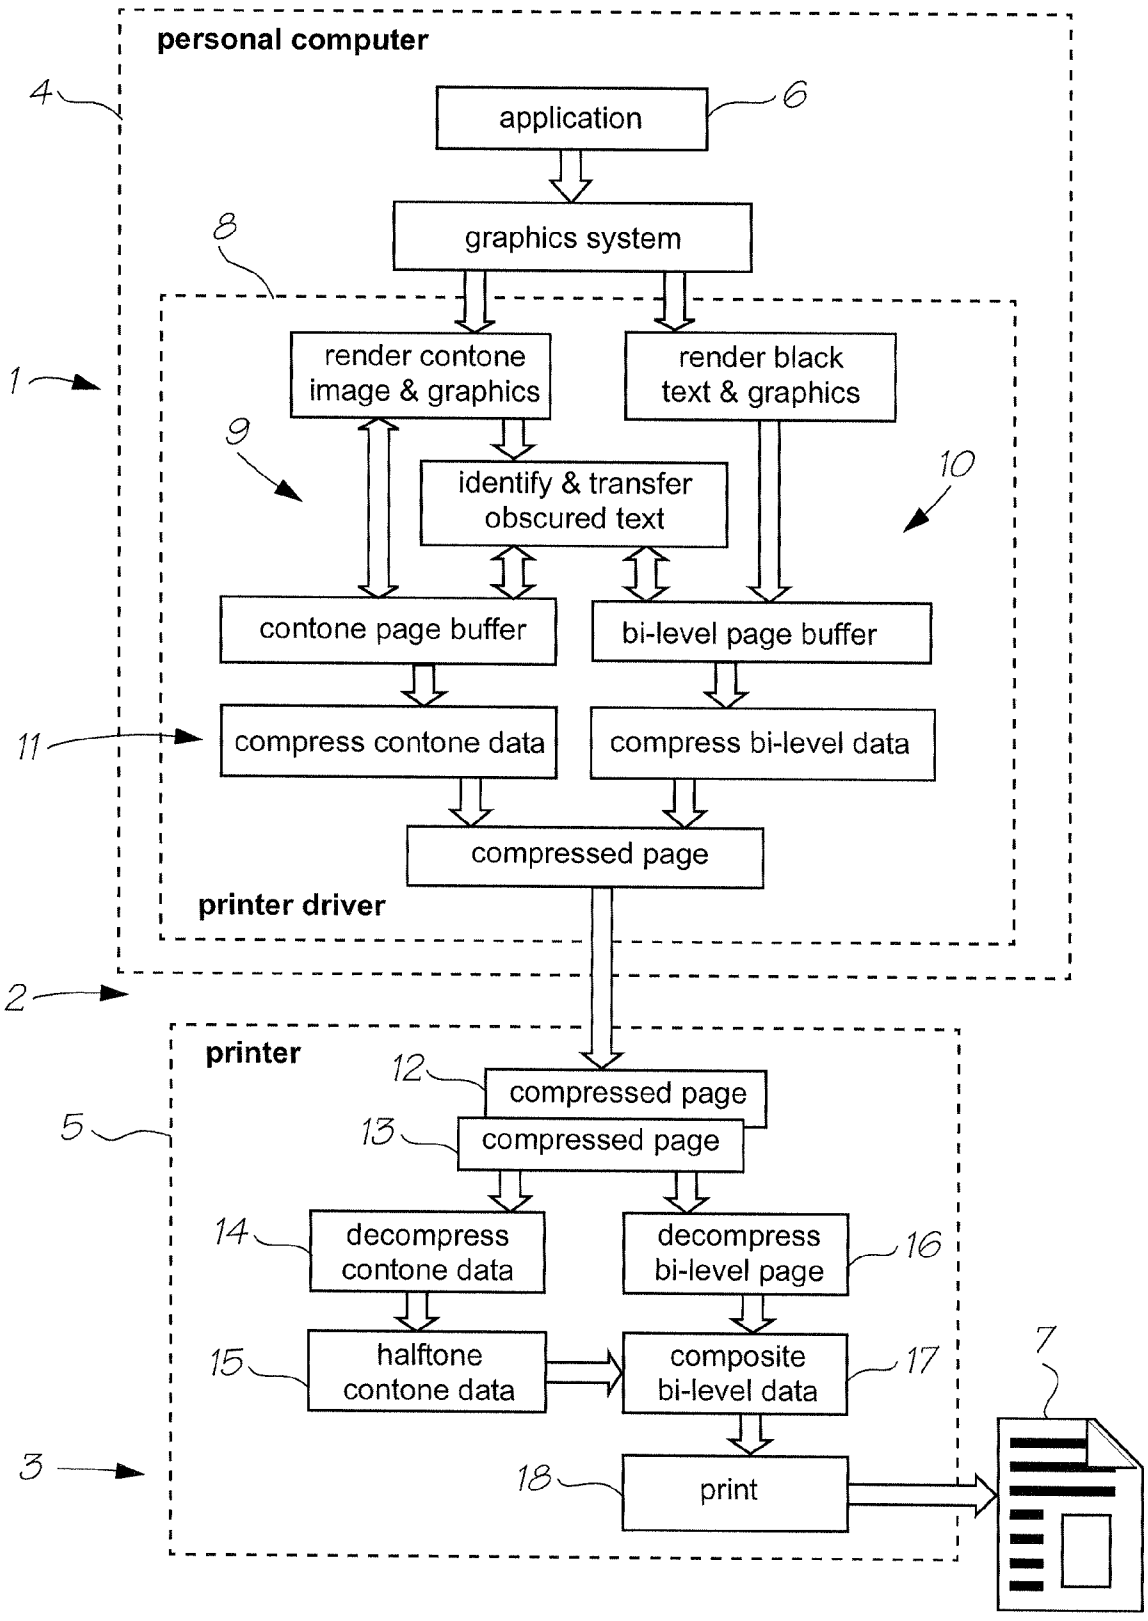 personal computer
4
application
6
graphics system
8
render contone
image & graphics
render black
text & graphics
1
9
identify & transfer
obscured text
10
contone page buffer
bi-level page buffer
11
compress contone data
compress bi-level data
compressed page
printer driver
2
printer
12
compressed page
5
13
compressed page
14
decompress
contone data
decompress
bi-level page
16
15
halftone
contone data
composite
bi-level data
17
7
3
18
print